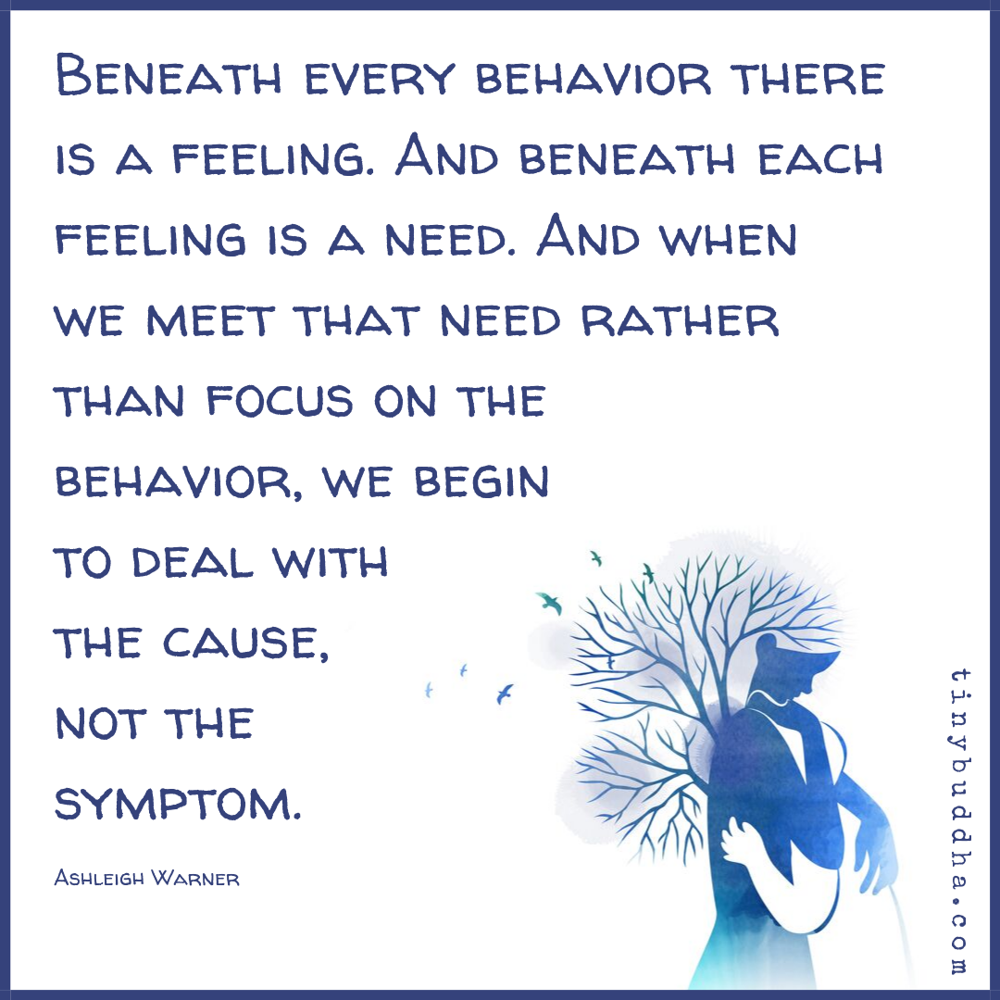 Beneath every behavior there
is a feeling. And beneath each
feeling is a need. And when
we meet that need rather
than focus on the
behavior, we begin
to deal with
the cause,
not the
symptom.
Ashleigh Warner
tinybuddha.com